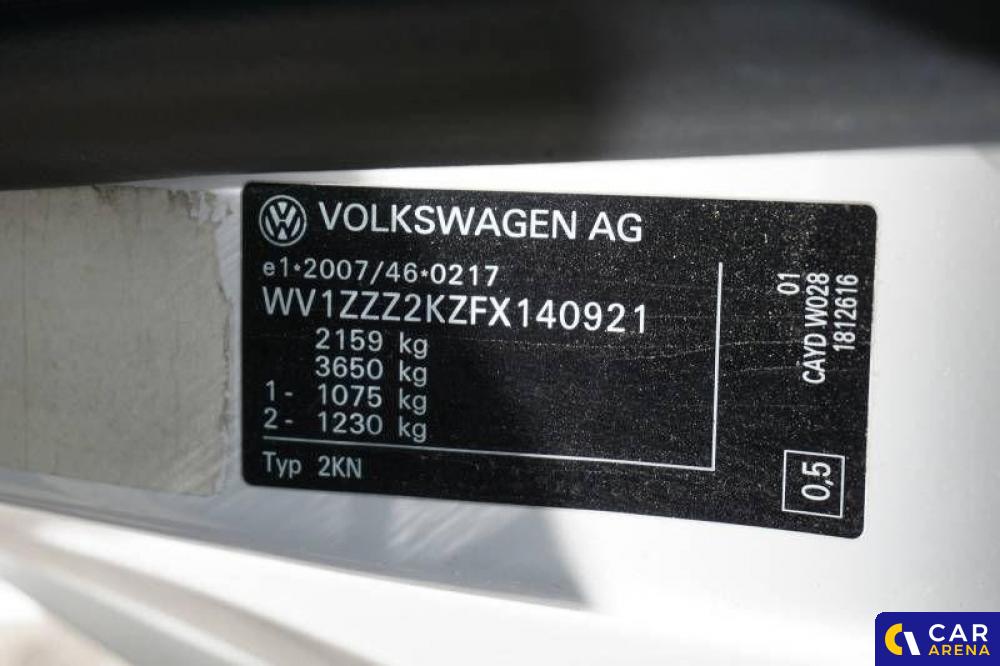 VOLKSWAGEN AG
e1*2007/46*0217
WV1ZZZ2KZFX140921
2159 kg
3650 kg
1- 1075 kg
2- 1230 kg
Typ 2KN
01
CAYD W028
1812616
0,5
CAR
ARENA